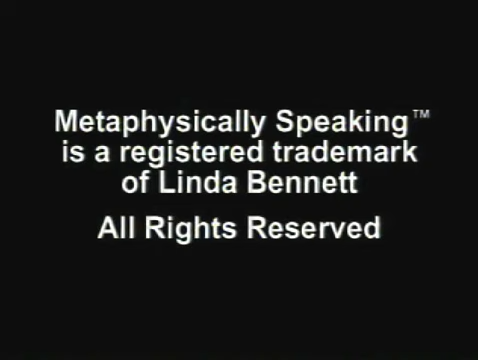 Metaphysically Speaking™
is a registered trademark
of Linda Bennett
All Rights Reserved